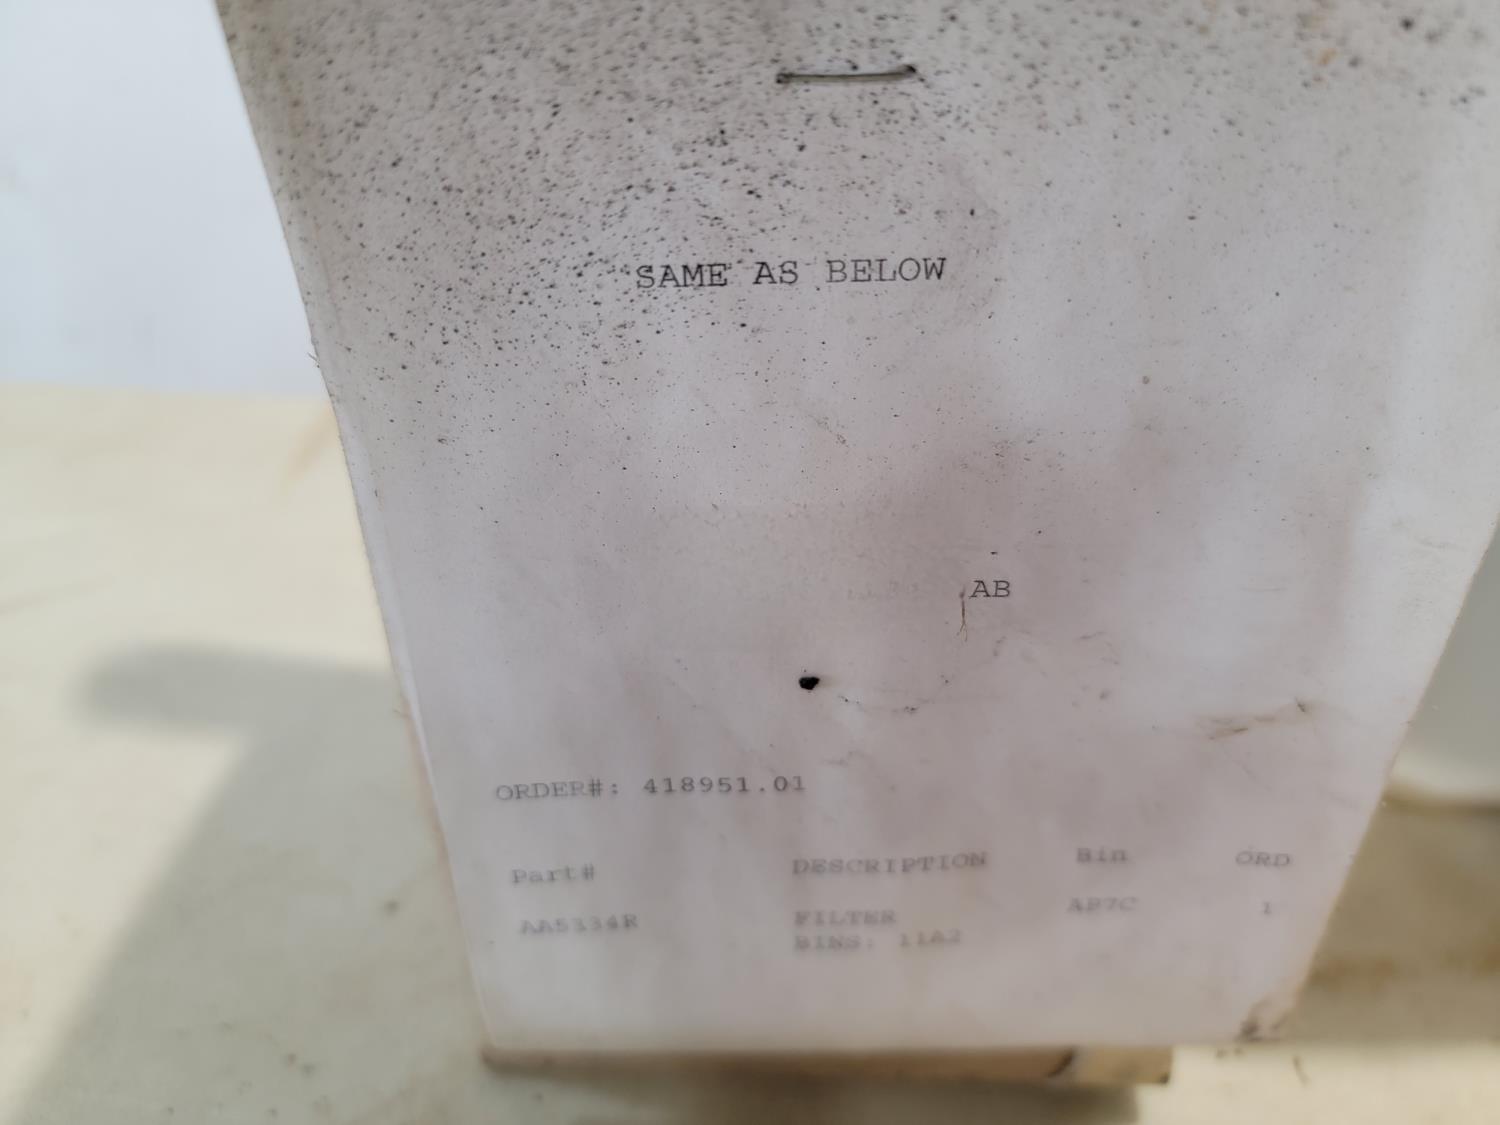 SAME AS BELOW
AB
ORDER#: 418951.01
Part# DESCRIPTION Bin ORD
AA5334R FILTER AP7C 1
BINS: 11A2